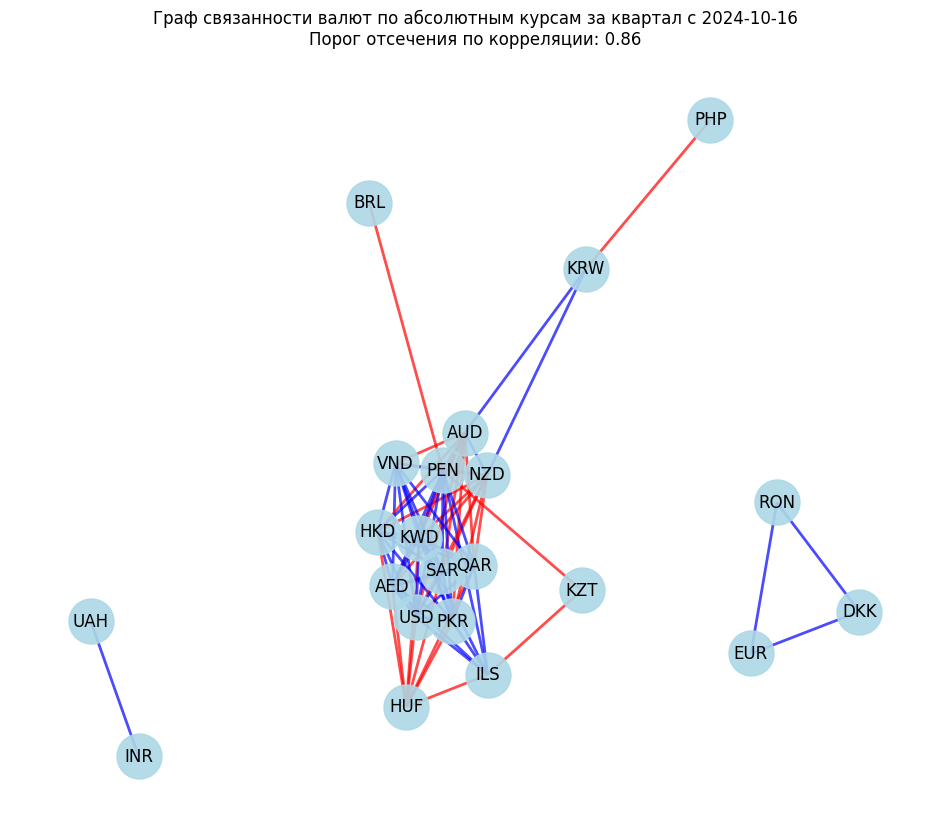 Граф связанности валют по абсолютным курсам за квартал с 2024-10-16
Порог отсечения по корреляции: 0.86
PHP
BRL
KRW
AUD
VND
PEN
NZD
RON
HKD
KWD
SAR
QAR
AED
KZT
DKK
USD
PKR
UAH
EUR
ILS
HUF
INR